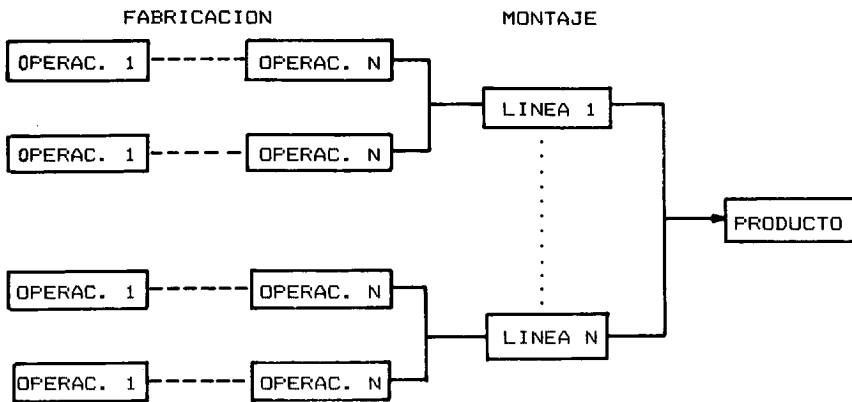 FABRICACION MONTAJE
OPERAC. 1 OPERAC. N
LINEA 1
OPERAC. 1 OPERAC. N
PRODUCTO
OPERAC. 1 OPERAC. N
LINEA N
OPERAC. 1 OPERAC. N